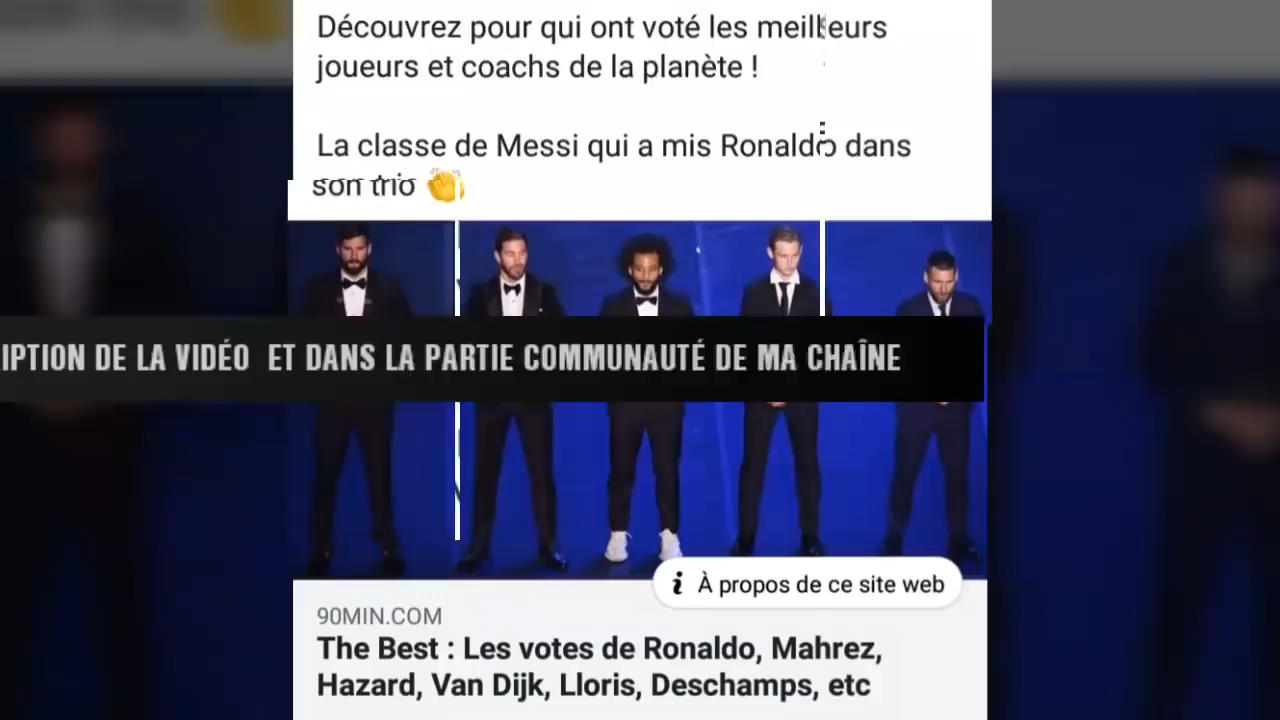 Découvrez pour qui ont voté les meilleurs
joueurs et coachs de la planète !
La classe de Messi qui a mis Ronaldo dans
son trio 👏
IPTION DE LA VIDÉO ET DANS LA PARTIE COMMUNAUTÉ DE MA CHAÎNE
À propos de ce site web
90MIN.COM
The Best : Les votes de Ronaldo, Mahrez,
Hazard, Van Dijk, Lloris, Deschamps, etc